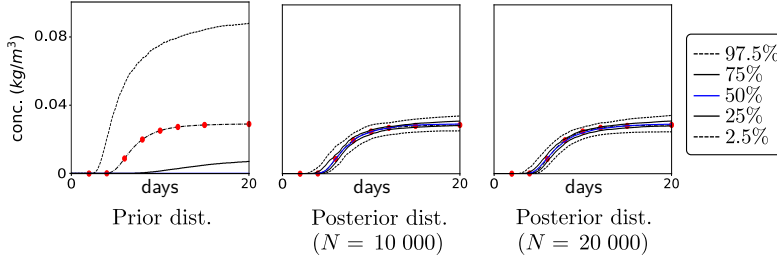 0.08
0.04
0
conc. (kg/m³)
0 days 20
0 days 20
0 days 20
97.5%
75%
50%
25%
2.5%
Prior dist.
Posterior dist.
(N = 10 000)
Posterior dist.
(N = 20 000)